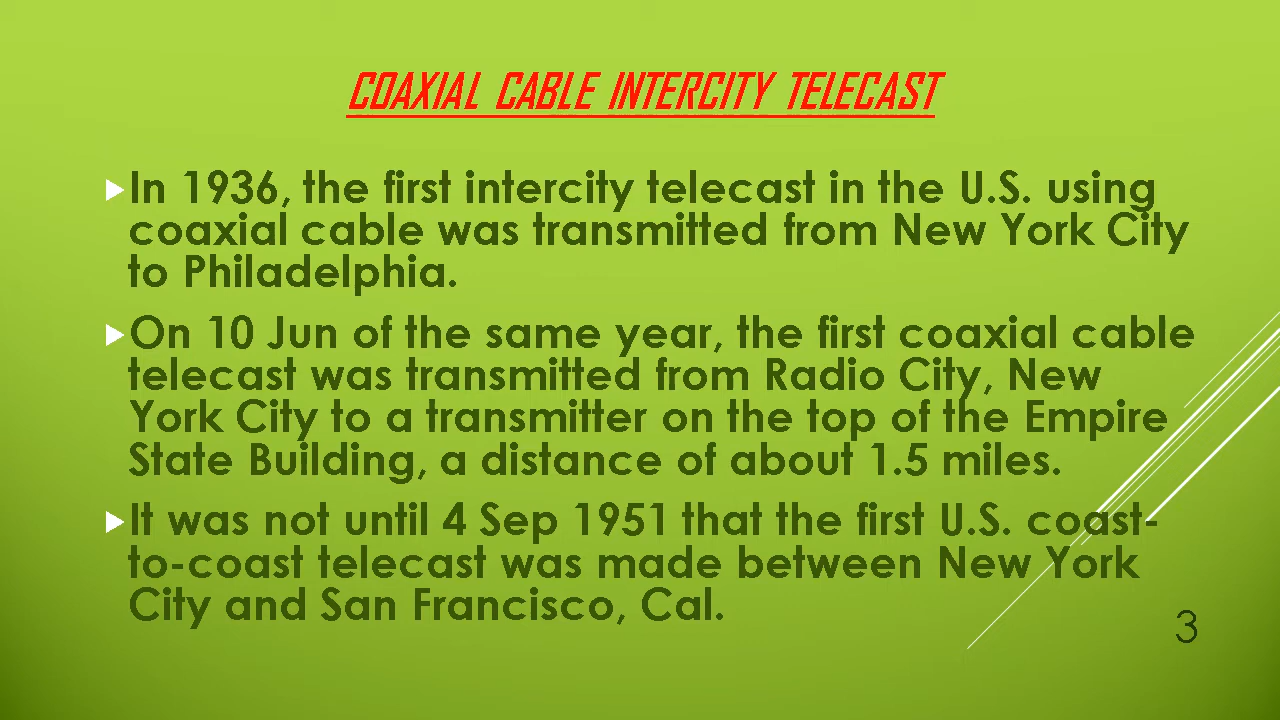 COAXIAL CABLE INTERCITY TELECAST
In 1936, the first intercity telecast in the U.S. using
coaxial cable was transmitted from New York City
to Philadelphia.
On 10 Jun of the same year, the first coaxial cable
telecast was transmitted from Radio City, New
York City to a transmitter on the top of the Empire
State Building, a distance of about 1.5 miles.
It was not until 4 Sep 1951 that the first U.S. coast-
to-coast telecast was made between New York
City and San Francisco, Cal.
3